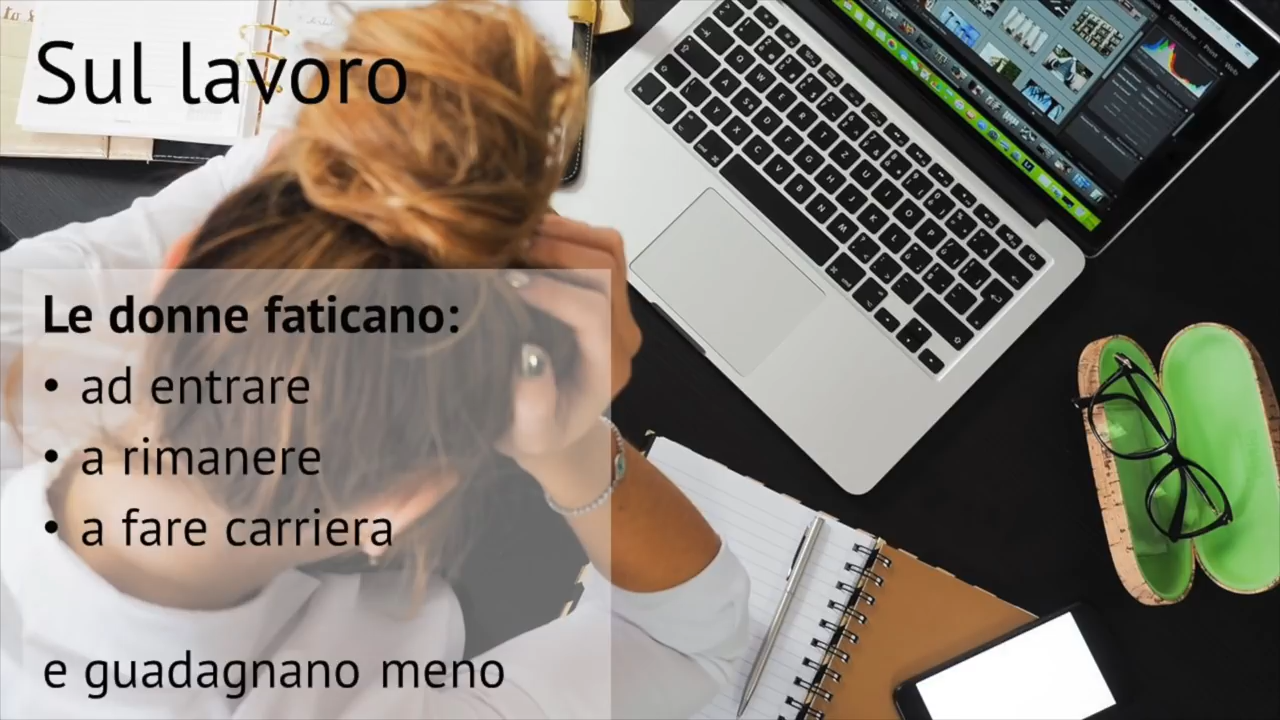 Sul lavoro
Le donne faticano:
• ad entrare
• a rimanere
• a fare carriera
e guadagnano meno